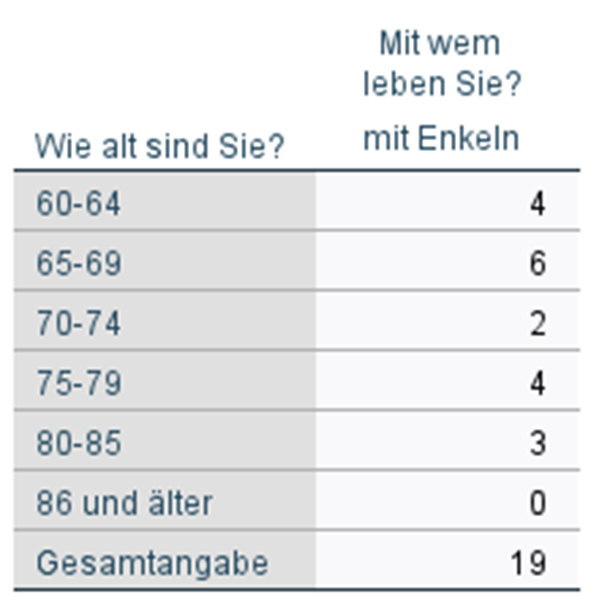 Mit wem
leben Sie?
Wie alt sind Sie? mit Enkeln
60-64 4
65-69 6
70-74 2
75-79 4
80-85 3
86 und älter 0
Gesamtangabe 19